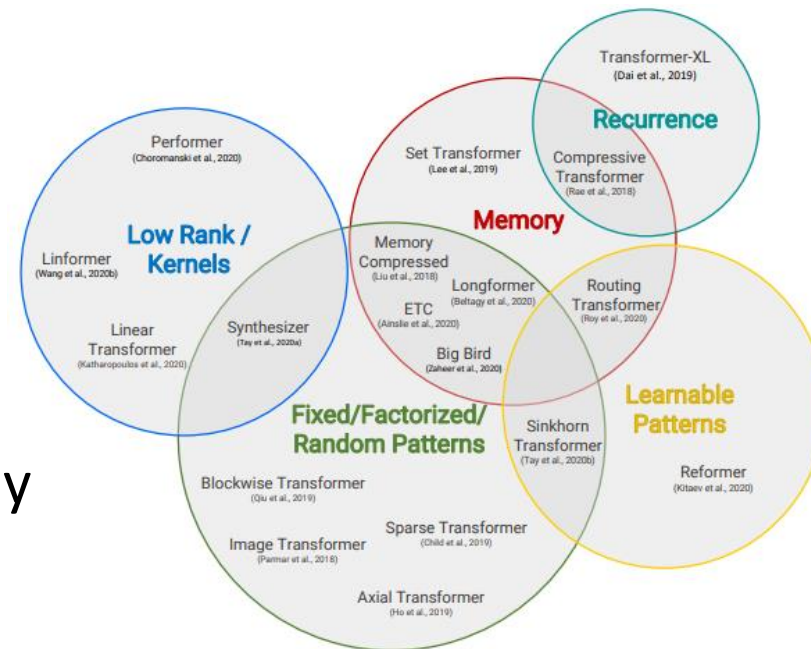 Transformer-XL
(Dai et al., 2019)
Recurrence
Performer
(Choromanski et al., 2020)
Set Transformer
(Lee et al., 2019)
Compressive
Transformer
(Rae et al., 2018)
Memory
Low Rank /
Kernels
Linformer
(Wang et al., 2020b)
Memory
Compressed
(Liu et al., 2018)
Longformer
(Beltagy et al., 2020)
Routing
Transformer
(Roy et al., 2020)
ETC
(Ainslie et al., 2020)
Linear
Transformer
(Katharopoulos et al., 2020)
Synthesizer
(Tay et al., 2020a)
Big Bird
(Zaheer et al., 2020)
Fixed/Factorized/
Random Patterns
Learnable
Patterns
Sinkhorn
Transformer
(Tay et al., 2020b)
Reformer
(Kitaev et al., 2020)
y
Blockwise Transformer
(Qiu et al., 2019)
Sparse Transformer
(Child et al., 2019)
Image Transformer
(Parmar et al., 2018)
Axial Transformer
(Ho et al., 2019)